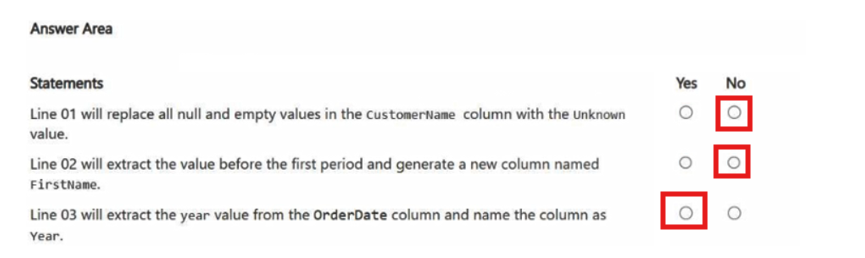 Answer Area
Statements Yes No
Line 01 will replace all null and empty values in the CustomerName column with the Unknown
value.
Line 02 will extract the value before the first period and generate a new column named
FirstName.
Line 03 will extract the year value from the OrderDate column and name the column as
Year.